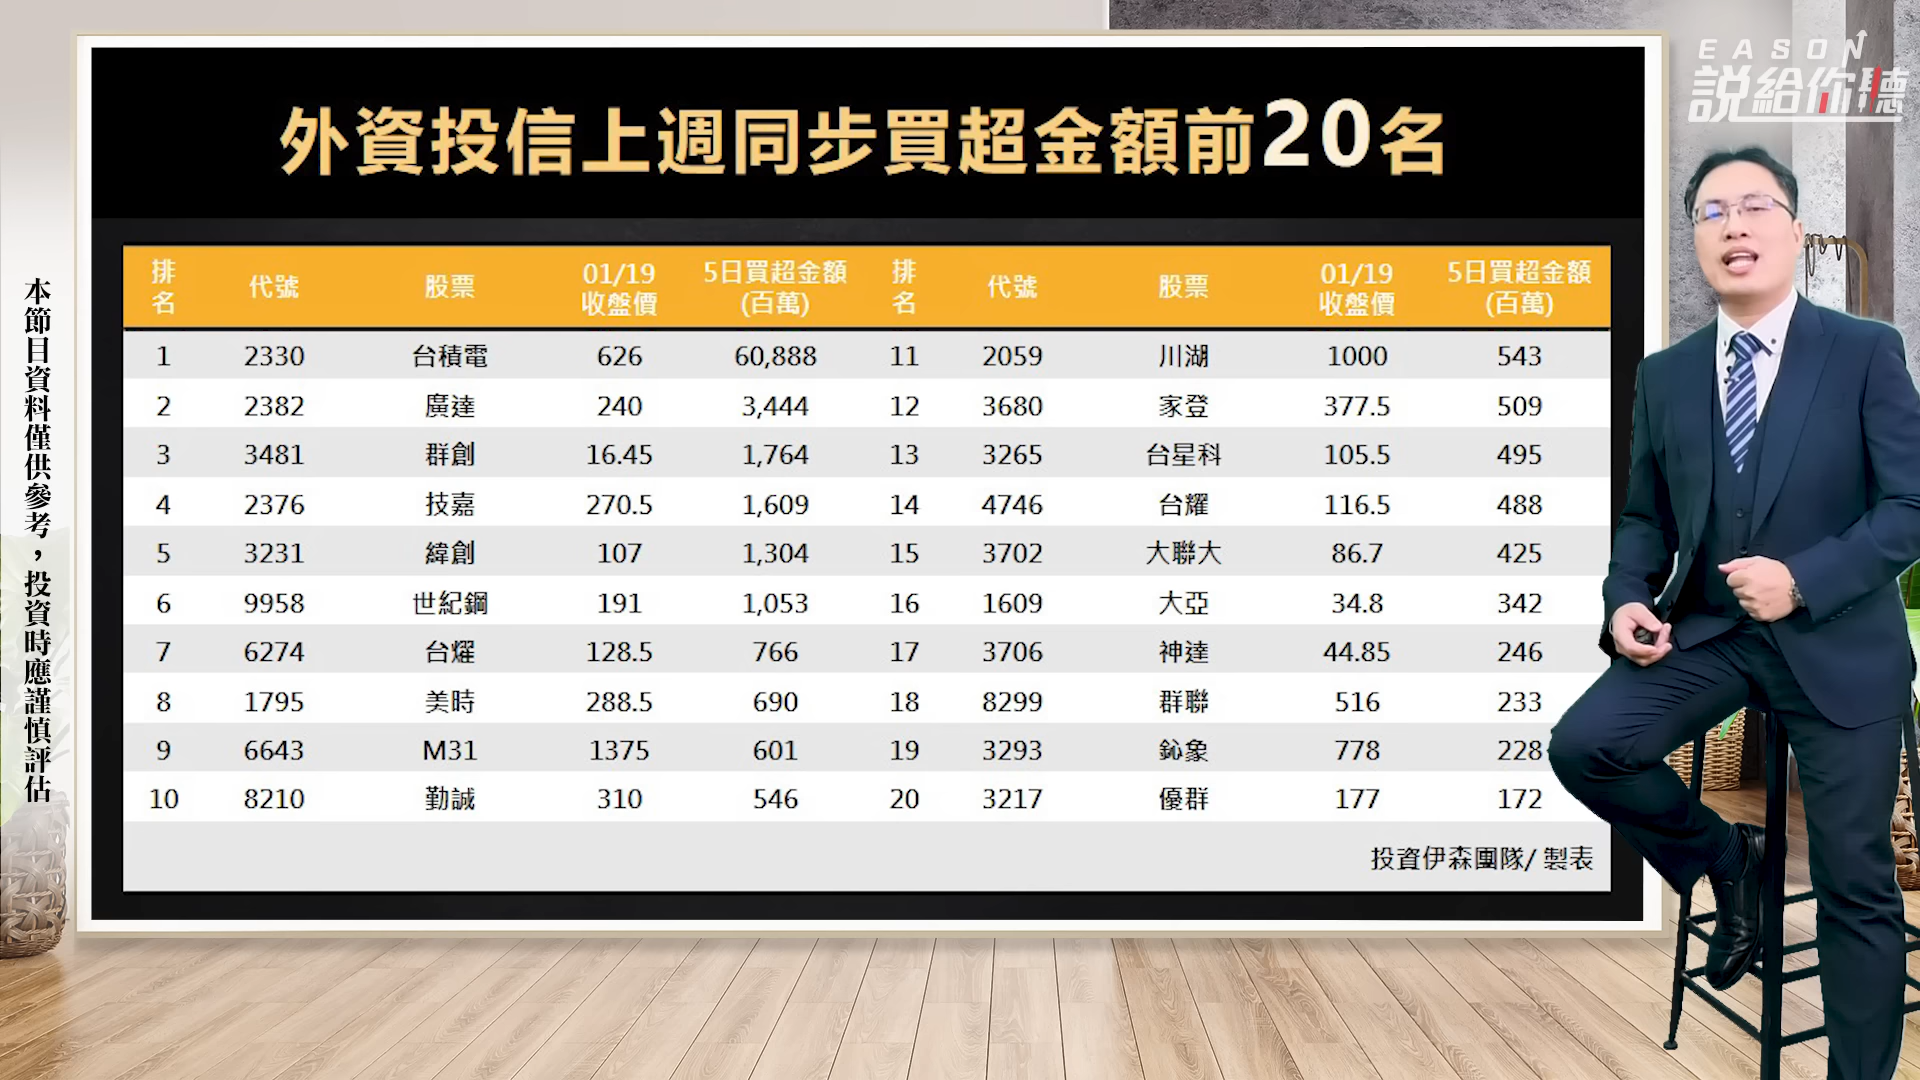 EASON
說給你聽
外資投信上週同步買超金額前20名
本節目資料僅供參考，投資時應謹慎評估
排名 代號 股票 01/19收盤價 5日買超金額(百萬) 排名 代號 股票 01/19收盤價 5日買超金額(百萬)
1 2330 台積電 626 60,888 11 2059 川湖 1000 543
2 2382 廣達 240 3,444 12 3680 家登 377.5 509
3 3481 群創 16.45 1,764 13 3265 台星科 105.5 495
4 2376 技嘉 270.5 1,609 14 4746 台耀 116.5 488
5 3231 緯創 107 1,304 15 3702 大聯大 86.7 425
6 9958 世紀鋼 191 1,053 16 1609 大亞 34.8 342
7 6274 台燿 128.5 766 17 3706 神達 44.85 246
8 1795 美時 288.5 690 18 8299 群聯 516 233
9 6643 M31 1375 601 19 3293 鈊象 778 228
10 8210 勤誠 310 546 20 3217 優群 177 172
投資伊森團隊/ 製表